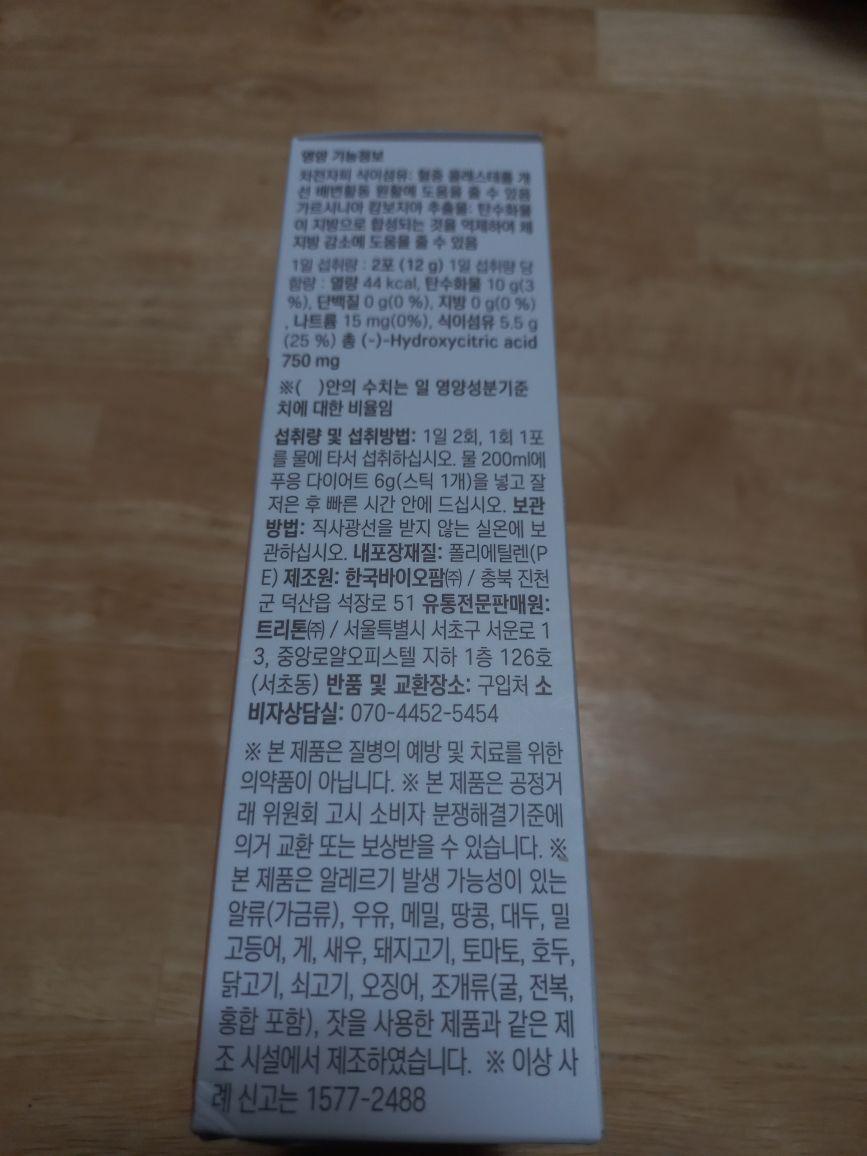 영양 기능정보
차전자피 식이섬유: 혈중 콜레스테롤 개
선 배변활동 원활에 도움을 줄 수 있음
가르시니아 캄보지아 추출물: 탄수화물
이 지방으로 합성되는 것을 억제하여 체
지방 감소에 도움을 줄 수 있음
1일 섭취량 : 2포 (12 g) 1일 섭취량 당
함량 : 열량 44 kcal, 탄수화물 10 g(3
%), 단백질 0 g(0 %), 지방 0 g(0 %)
, 나트륨 15 mg(0%), 식이섬유 5.5 g
(25 %) 총 (-)-Hydroxycitric acid
750 mg
※( )안의 수치는 일 영양성분기준
치에 대한 비율임
섭취량 및 섭취방법: 1일 2회, 1회 1포
를 물에 타서 섭취하십시오. 물 200ml에
푸응 다이어트 6g(스틱 1개)을 넣고 잘
저은 후 빠른 시간 안에 드십시오. 보관
방법: 직사광선을 받지 않는 실온에 보
관하십시오. 내포장재질: 폴리에틸렌(P
E) 제조원: 한국바이오팜㈜ / 충북 진천
군 덕산읍 석장로 51 유통전문판매원:
트리톤㈜ / 서울특별시 서초구 서운로 1
3, 중앙로얄오피스텔 지하 1층 126호
(서초동) 반품 및 교환장소: 구입처 소
비자상담실: 070-4452-5454
※ 본 제품은 질병의 예방 및 치료를 위한
의약품이 아닙니다. ※ 본 제품은 공정거
래 위원회 고시 소비자 분쟁해결기준에
의거 교환 또는 보상받을 수 있습니다. ※
본 제품은 알레르기 발생 가능성이 있는
알류(가금류), 우유, 메밀, 땅콩, 대두, 밀
고등어, 게, 새우, 돼지고기, 토마토, 호두,
닭고기, 쇠고기, 오징어, 조개류(굴, 전복,
홍합 포함), 잣을 사용한 제품과 같은 제
조 시설에서 제조하였습니다. ※ 이상 사
례 신고는 1577-2488